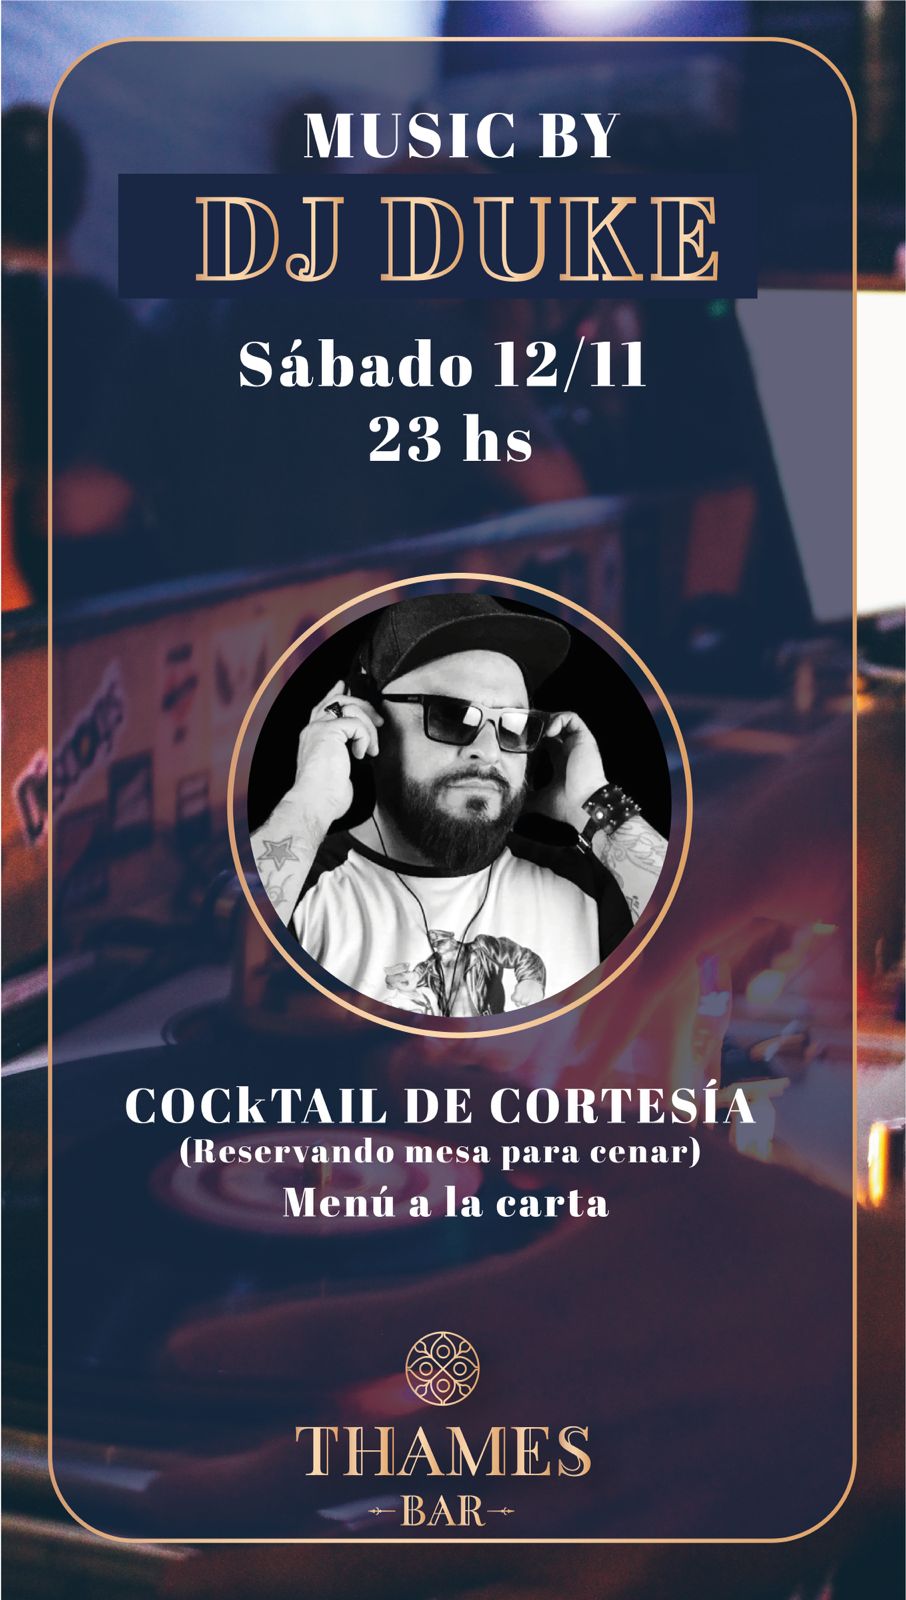 MUSIC BY
DJ DUKE
Sábado 12/11
23 hs
Discogs
COCkTAIL DE CORTESÍA
(Reservando mesa para cenar)
Menú a la carta
THAMES
BAR